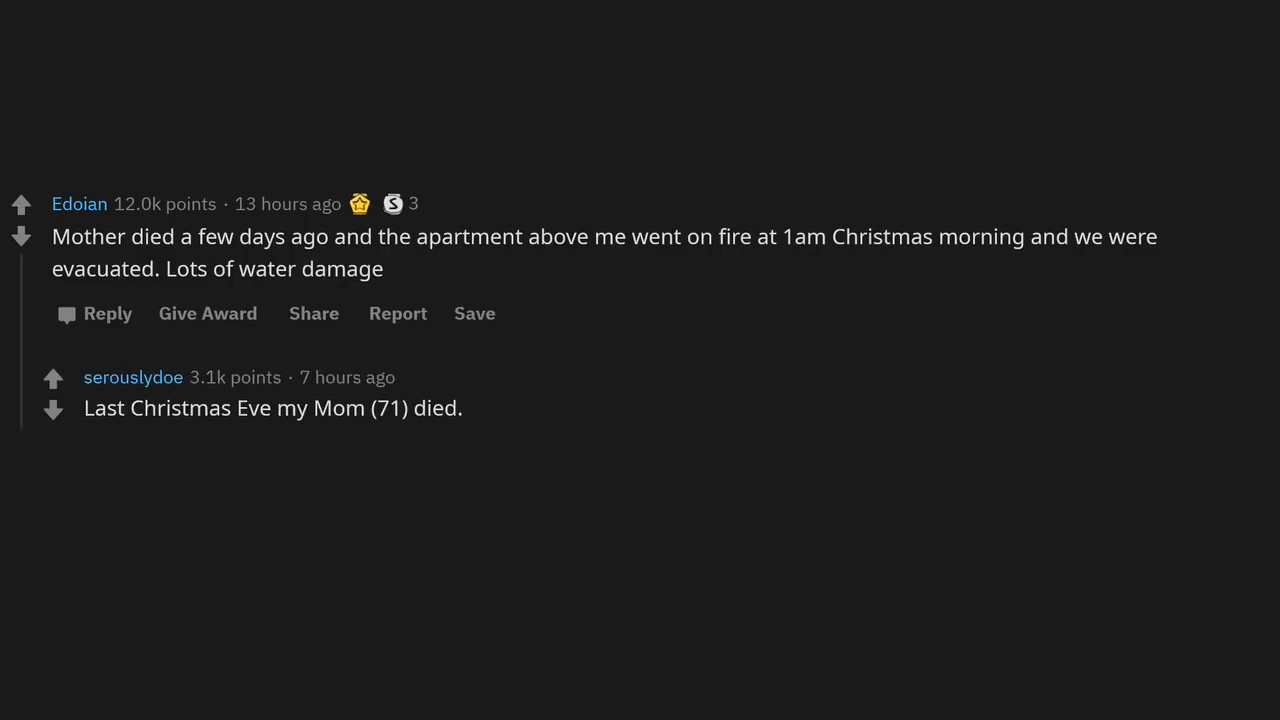 Edoian 12.0k points · 13 hours ago S 3
Mother died a few days ago and the apartment above me went on fire at 1am Christmas morning and we were
evacuated. Lots of water damage
Reply Give Award Share Report Save
serouslydoe 3.1k points · 7 hours ago
Last Christmas Eve my Mom (71) died.